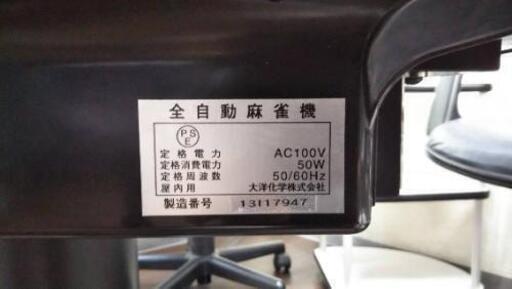 全自動麻雀機
PSE
定格電力 AC100V
定格消費電力 50W
定格周波数 50/60Hz
屋内用 大洋化学株式会社
製造番号 13I17947